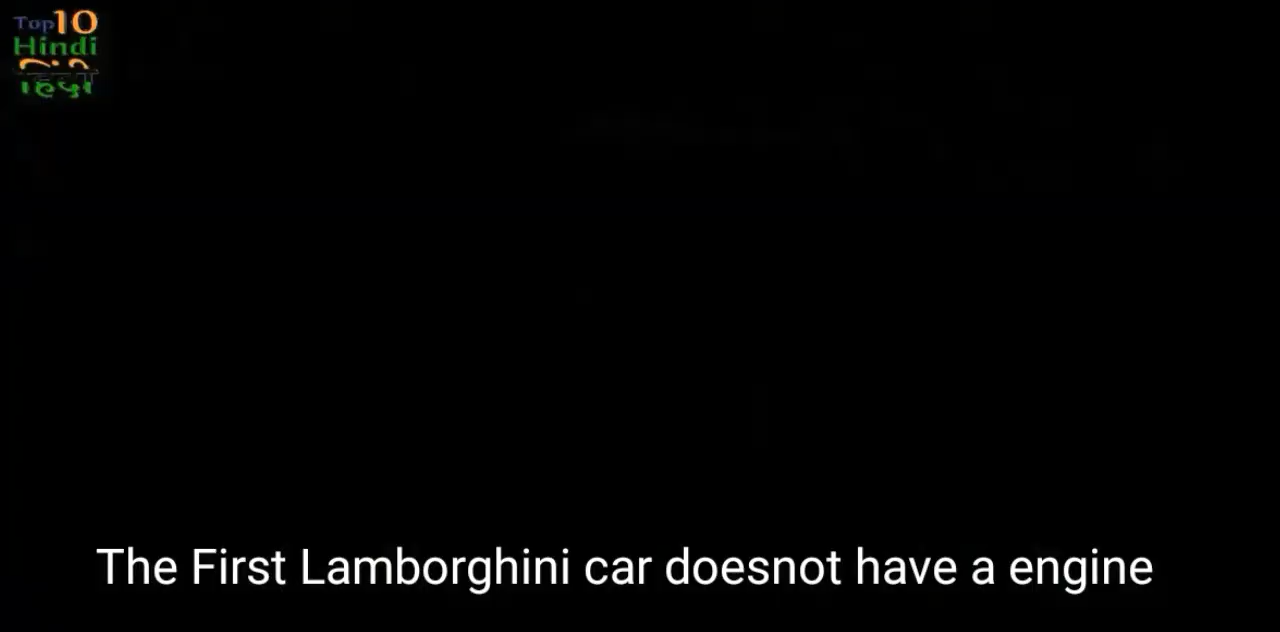 Top10
Hindi
हिंदी
The First Lamborghini car doesnot have a engine